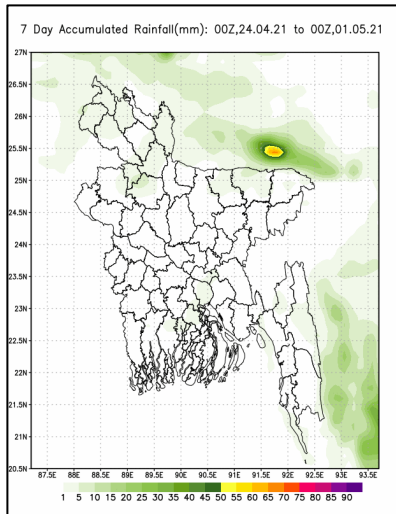 7 Day Accumulated Rainfall(mm): 00Z,24.04.21 to 00Z,01.05.21
27N
26.5N
26N
25.5N
25N
24.5N
24N
23.5N
23N
22.5N
22N
21.5N
21N
20.5N
87.5E 88E 88.5E 89E 89.5E 90E 90.5E 91E 91.5E 92E 92.5E 93E 93.5E
1 5 10 15 20 25 30 35 40 45 50 55 60 65 70 75 80 85 90